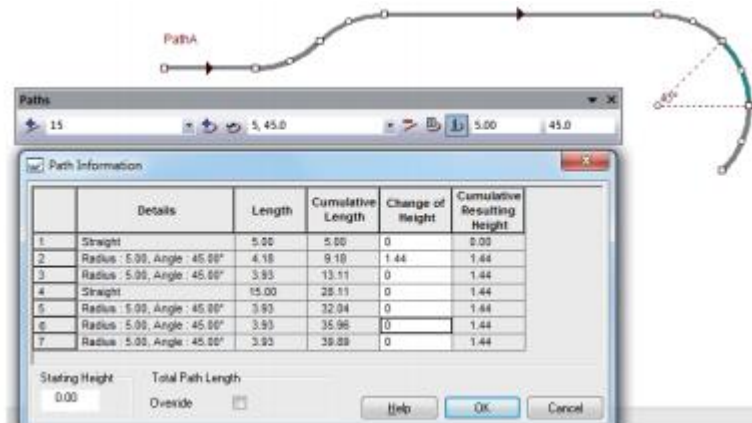 PathA
45°
Paths
15 5, 45.0 5.00 45.0
Path Information
Details Length Cumulative Length Change of Height Cumulative Resulting Height
1 Straight 5.00 5.00 0 0.00
2 Radius : 5.00, Angle : 45.00° 4.18 9.18 1.44 1.44
3 Radius : 5.00, Angle : 45.00° 3.93 13.11 0 1.44
4 Straight 15.00 28.11 0 1.44
5 Radius : 5.00, Angle : 45.00° 3.93 32.04 0 1.44
6 Radius : 5.00, Angle : 45.00° 3.93 35.96 0 1.44
7 Radius : 5.00, Angle : 45.00° 3.93 39.89 0 1.44
Starting Height Total Path Length
0.00 Override
Help OK Cancel